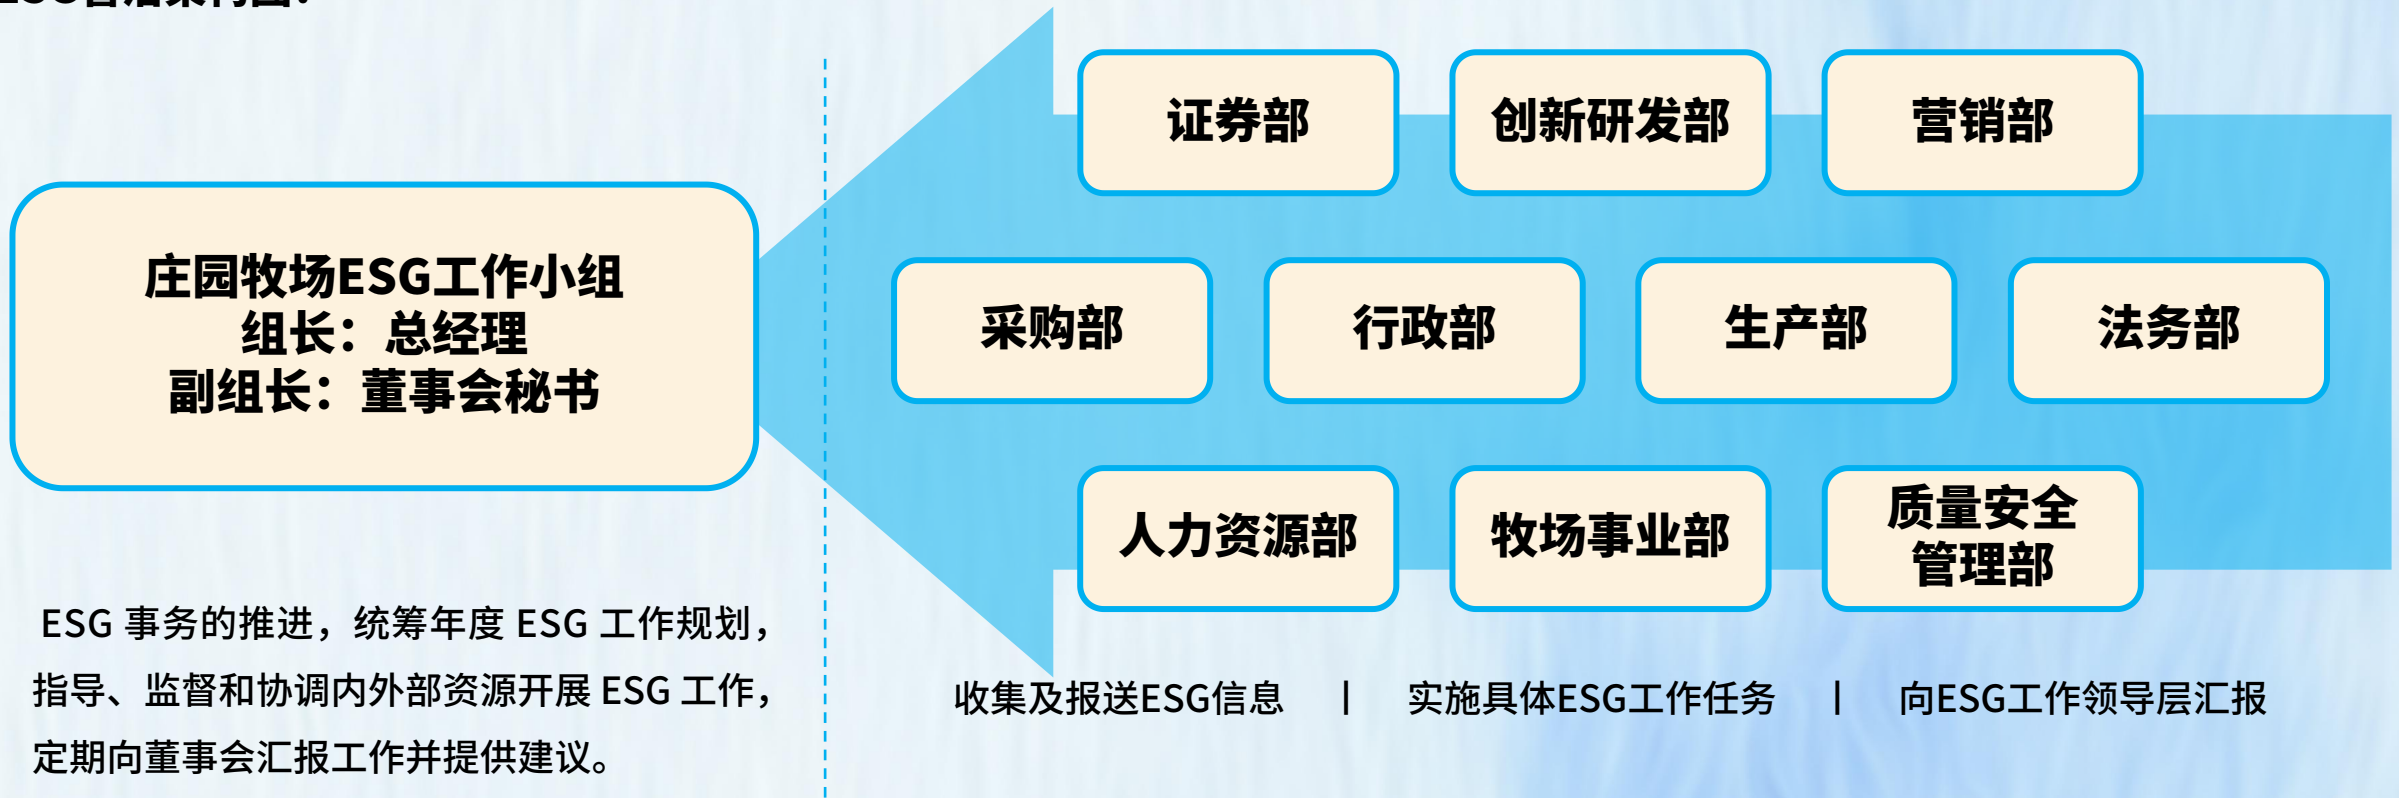 庄园牧场ESG工作小组
组长：总经理
副组长：董事会秘书
ESG 事务的推进，统筹年度 ESG 工作规划，
指导、监督和协调内外部资源开展 ESG 工作，
定期向董事会汇报工作并提供建议。
证券部
创新研发部
营销部
采购部
行政部
生产部
法务部
人力资源部
牧场事业部
质量安全
管理部
收集及报送ESG信息 | 实施具体ESG工作任务 | 向ESG工作领导层汇报